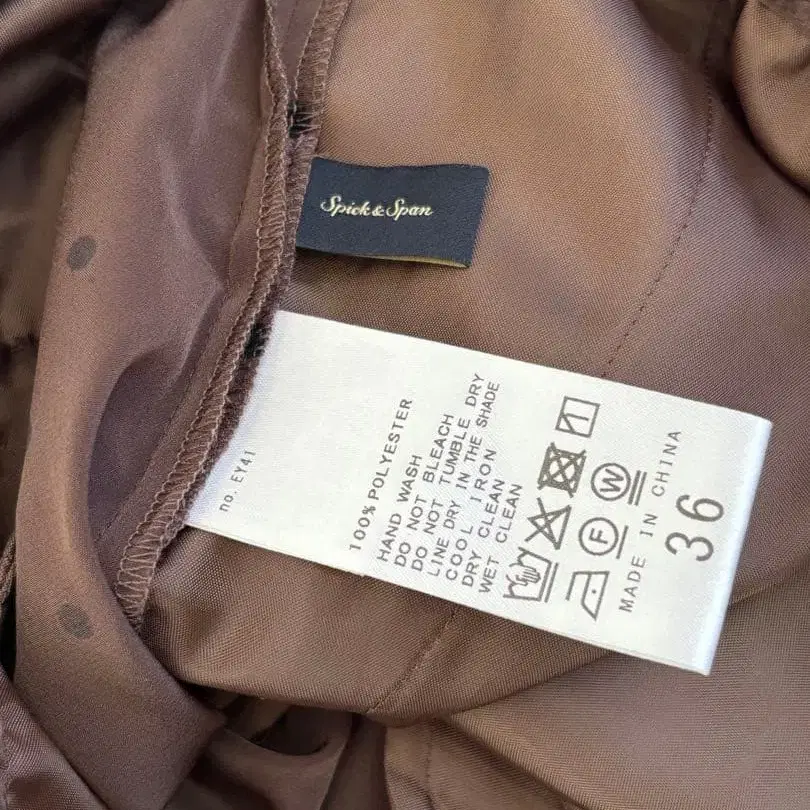 Spick & Span
no. EY41
100% POLYESTER
HAND WASH
DO NOT BLEACH
DO NOT TUMBLE DRY
LINE DRY IN THE SHADE
COOL IRON
DRY CLEAN
WET CLEAN
F
W
MADE IN CHINA
36